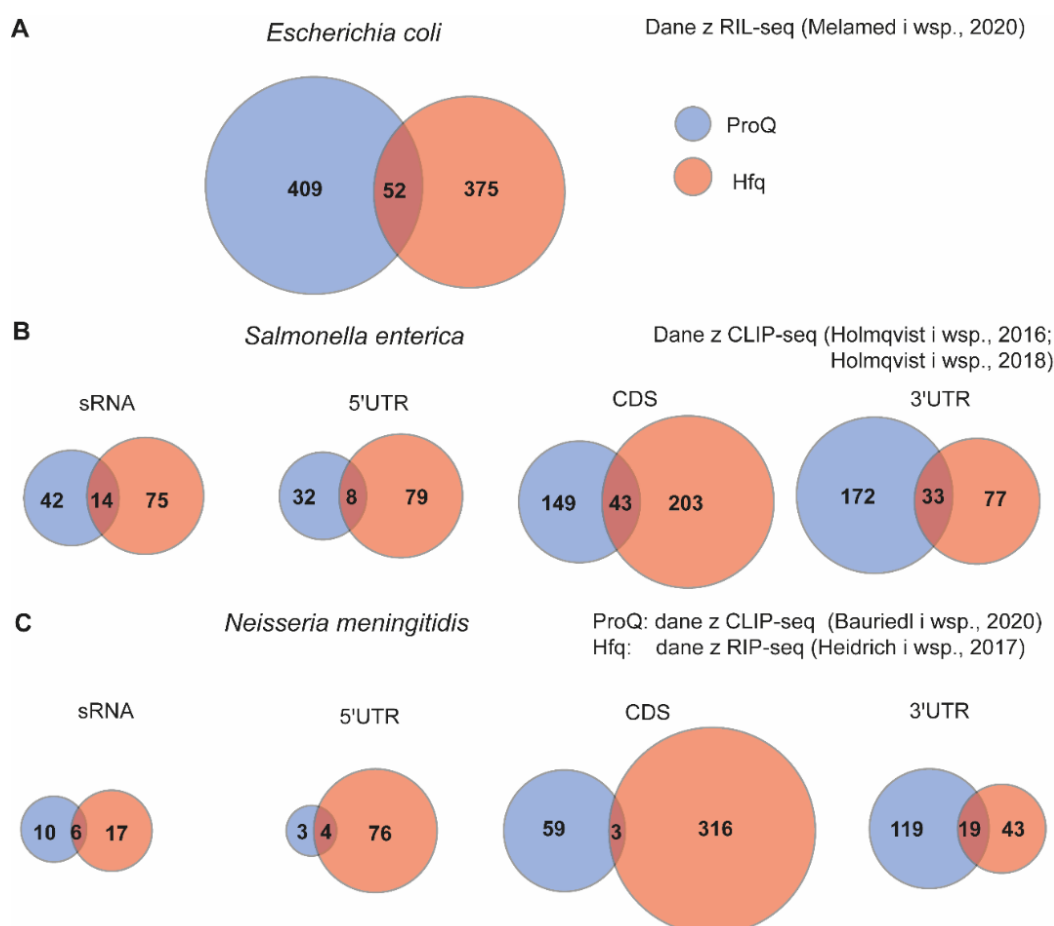 A
Escherichia coli
Dane z RIL-seq (Melamed i wsp., 2020)
ProQ
Hfq
409
52
375
B
Salmonella enterica
Dane z CLIP-seq (Holmqvist i wsp., 2016;
Holmqvist i wsp., 2018)
sRNA
5'UTR
CDS
3'UTR
42
14
75
32
8
79
149
43
203
172
33
77
C
Neisseria meningitidis
ProQ: dane z CLIP-seq (Bauriedl i wsp., 2020)
Hfq: dane z RIP-seq (Heidrich i wsp., 2017)
sRNA
5'UTR
CDS
3'UTR
10
6
17
3
4
76
59
3
316
119
19
43